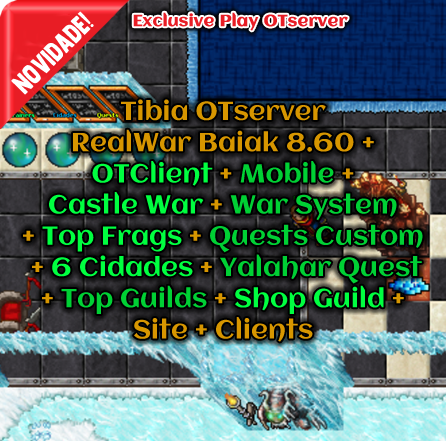 NOVIDADE!
Exclusive Play OTserver
Quests
Tibia OTserver
RealWar Baiak 8.60 +
OTClient + Mobile +
Castle War + War System
+ Top Frags + Quests Custom
+ 6 Cidades + Yalahar Quest
+ Top Guilds + Shop Guild +
Site + Clients